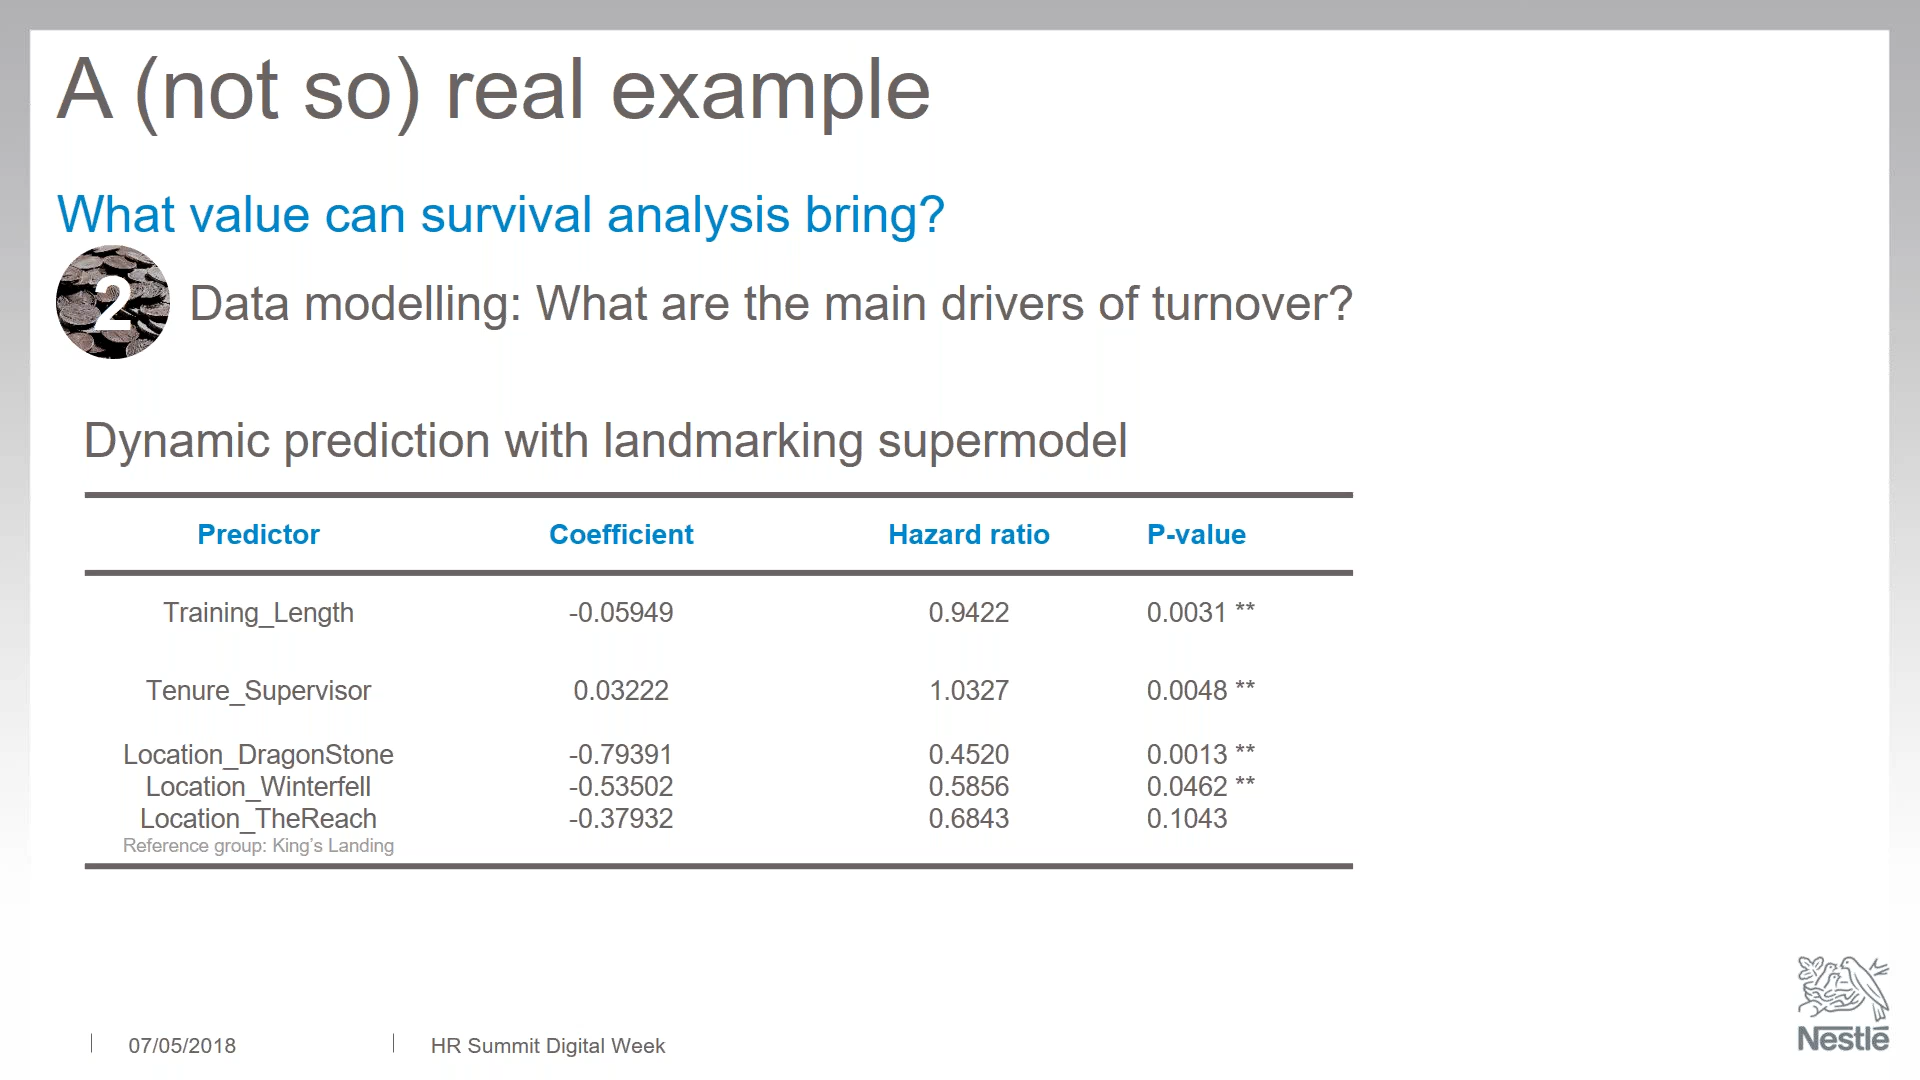 A (not so) real example
What value can survival analysis bring?
2 Data modelling: What are the main drivers of turnover?
Dynamic prediction with landmarking supermodel
Predictor Coefficient Hazard ratio P-value
Training_Length -0.05949 0.9422 0.0031 **
Tenure_Supervisor 0.03222 1.0327 0.0048 **
Location_DragonStone -0.79391 0.4520 0.0013 **
Location_Winterfell -0.53502 0.5856 0.0462 **
Location_TheReach -0.37932 0.6843 0.1043
Reference group: King’s Landing
07/05/2018 HR Summit Digital Week
Nestlé